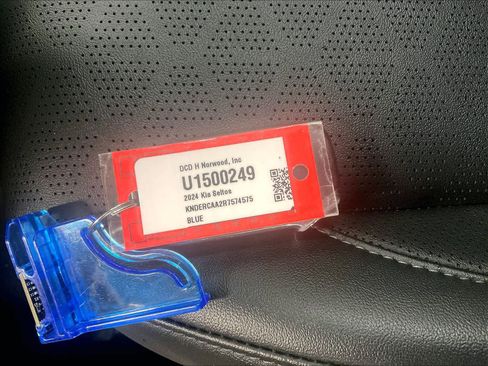 DCD H Norwood, Inc
U1500249
2024 Kia Seltos
KNDERCAA2R7574575
BLUE